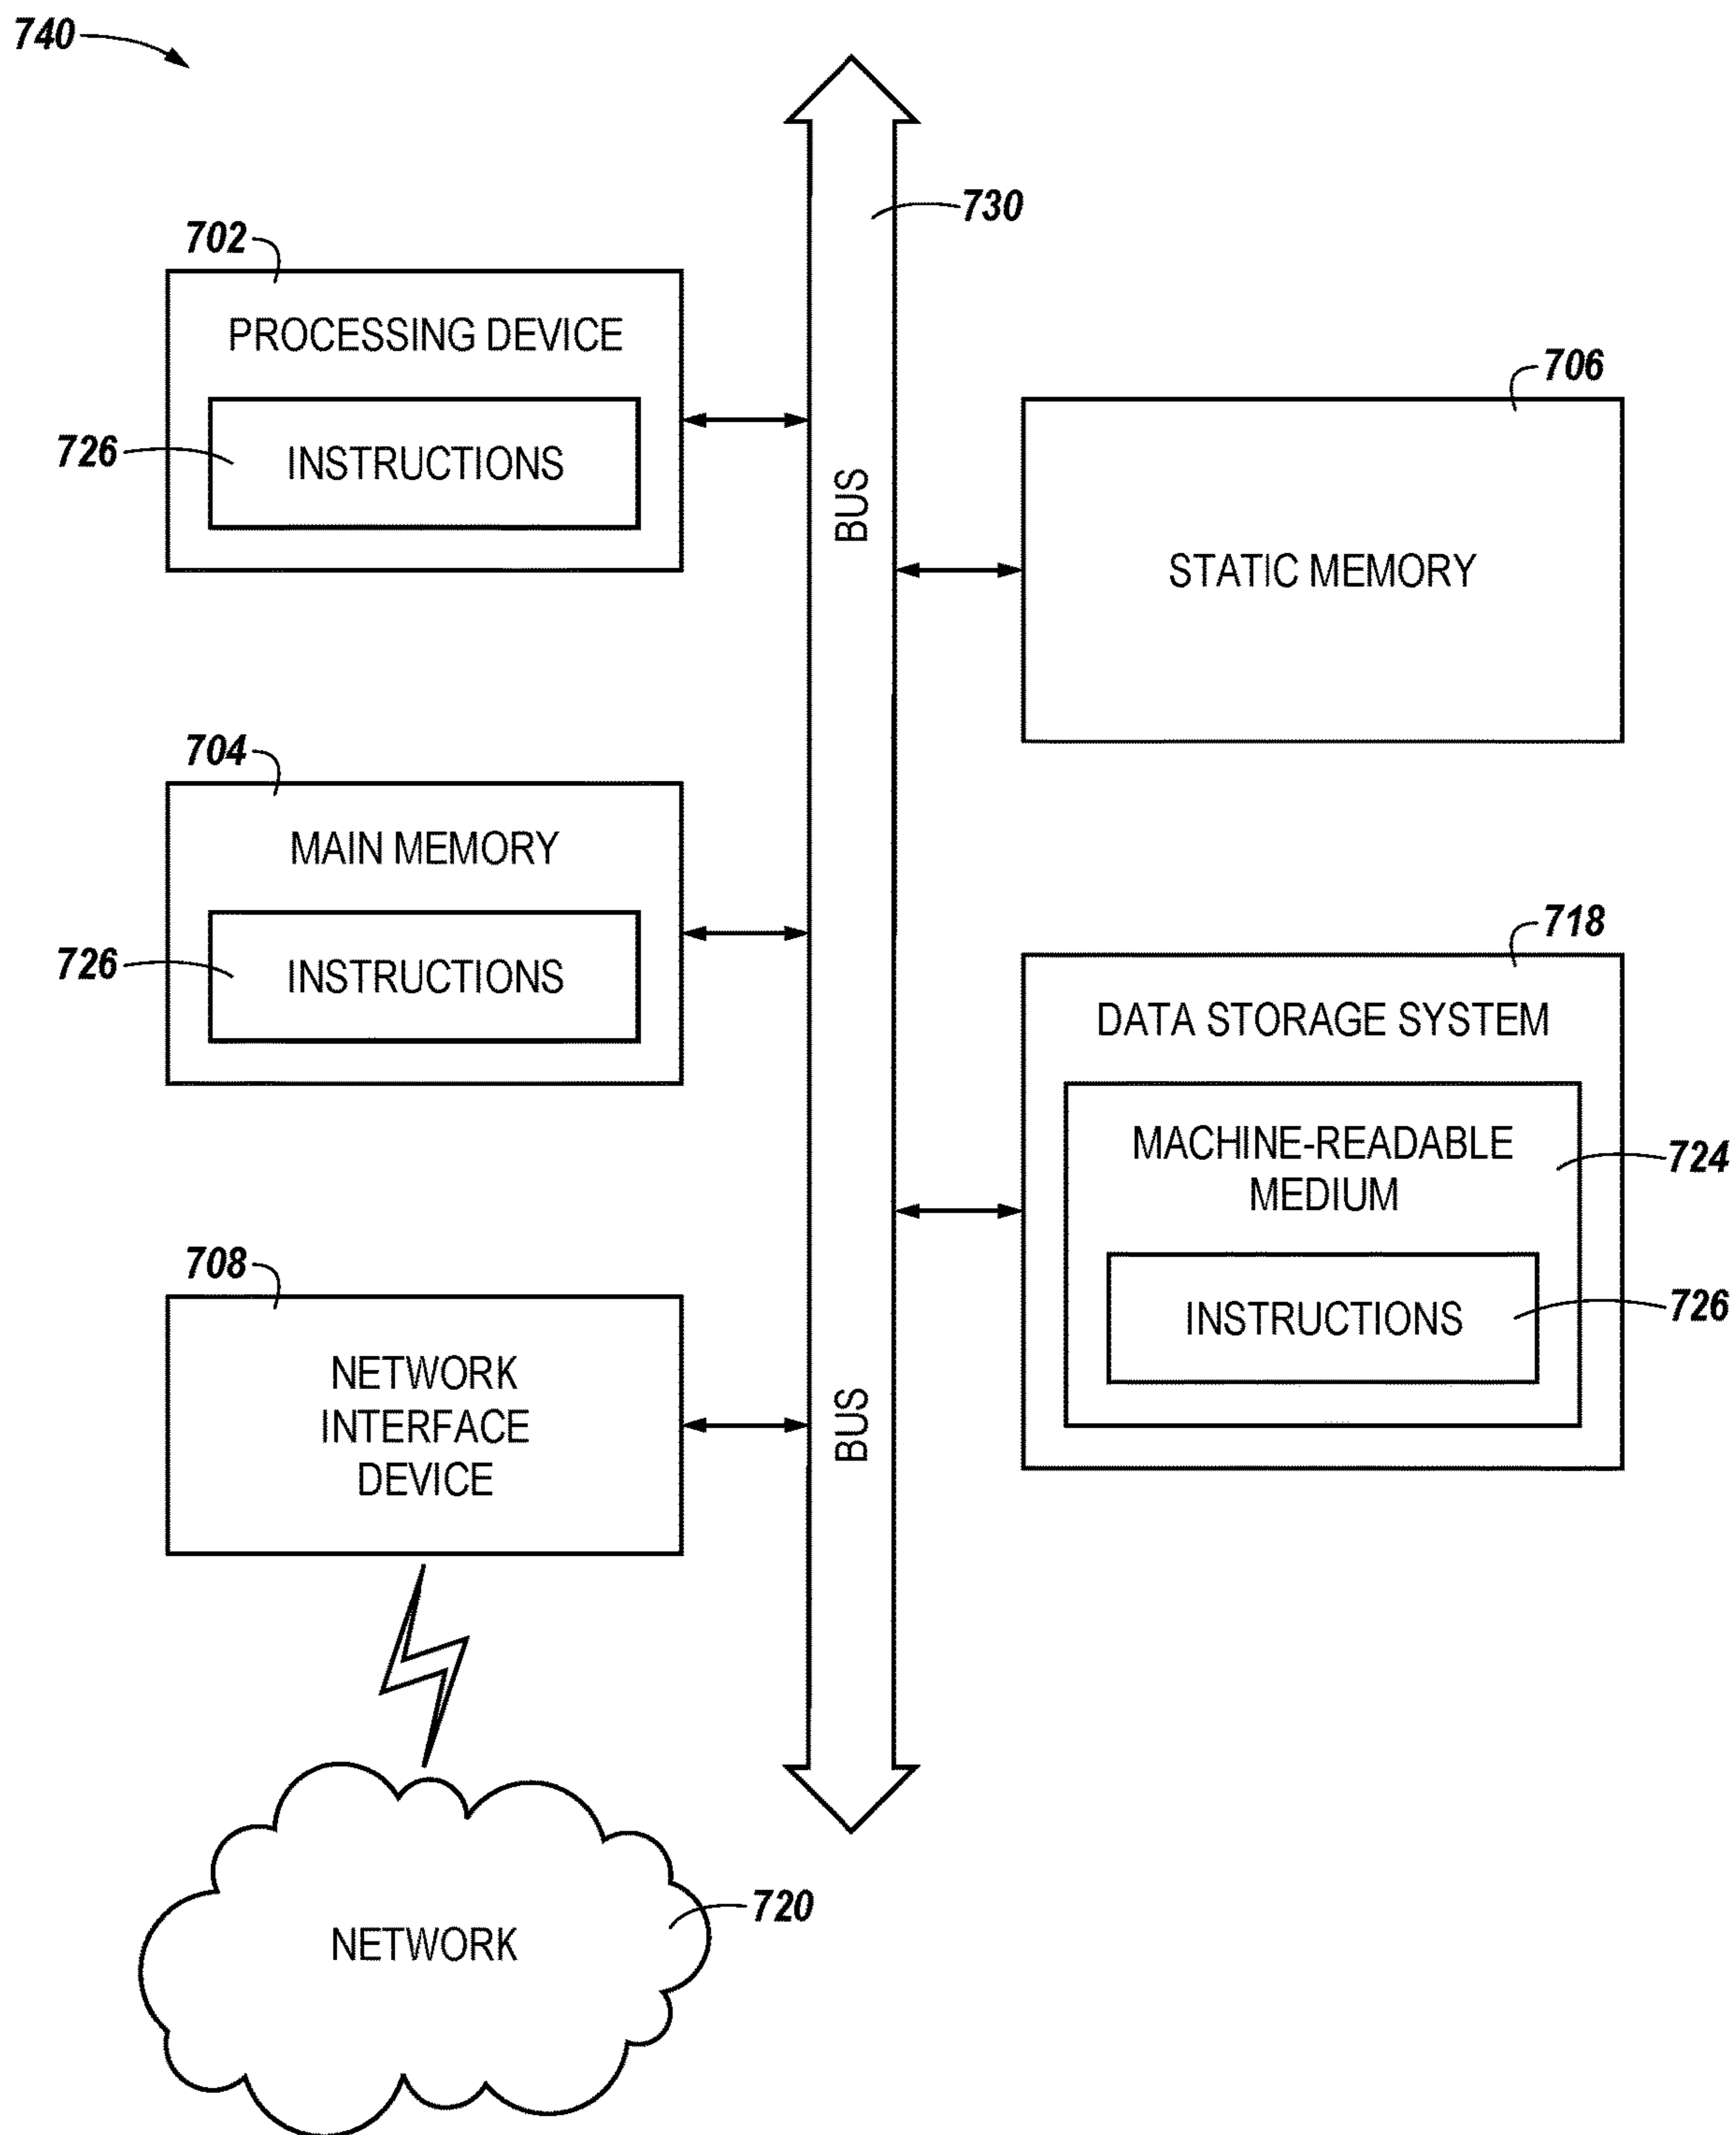 740
730
702
PROCESSING DEVICE
726
INSTRUCTIONS
BUS
706
STATIC MEMORY
704
MAIN MEMORY
726
INSTRUCTIONS
718
DATA STORAGE SYSTEM
MACHINE-READABLE
MEDIUM
724
INSTRUCTIONS
726
708
NETWORK
INTERFACE
DEVICE
BUS
720
NETWORK